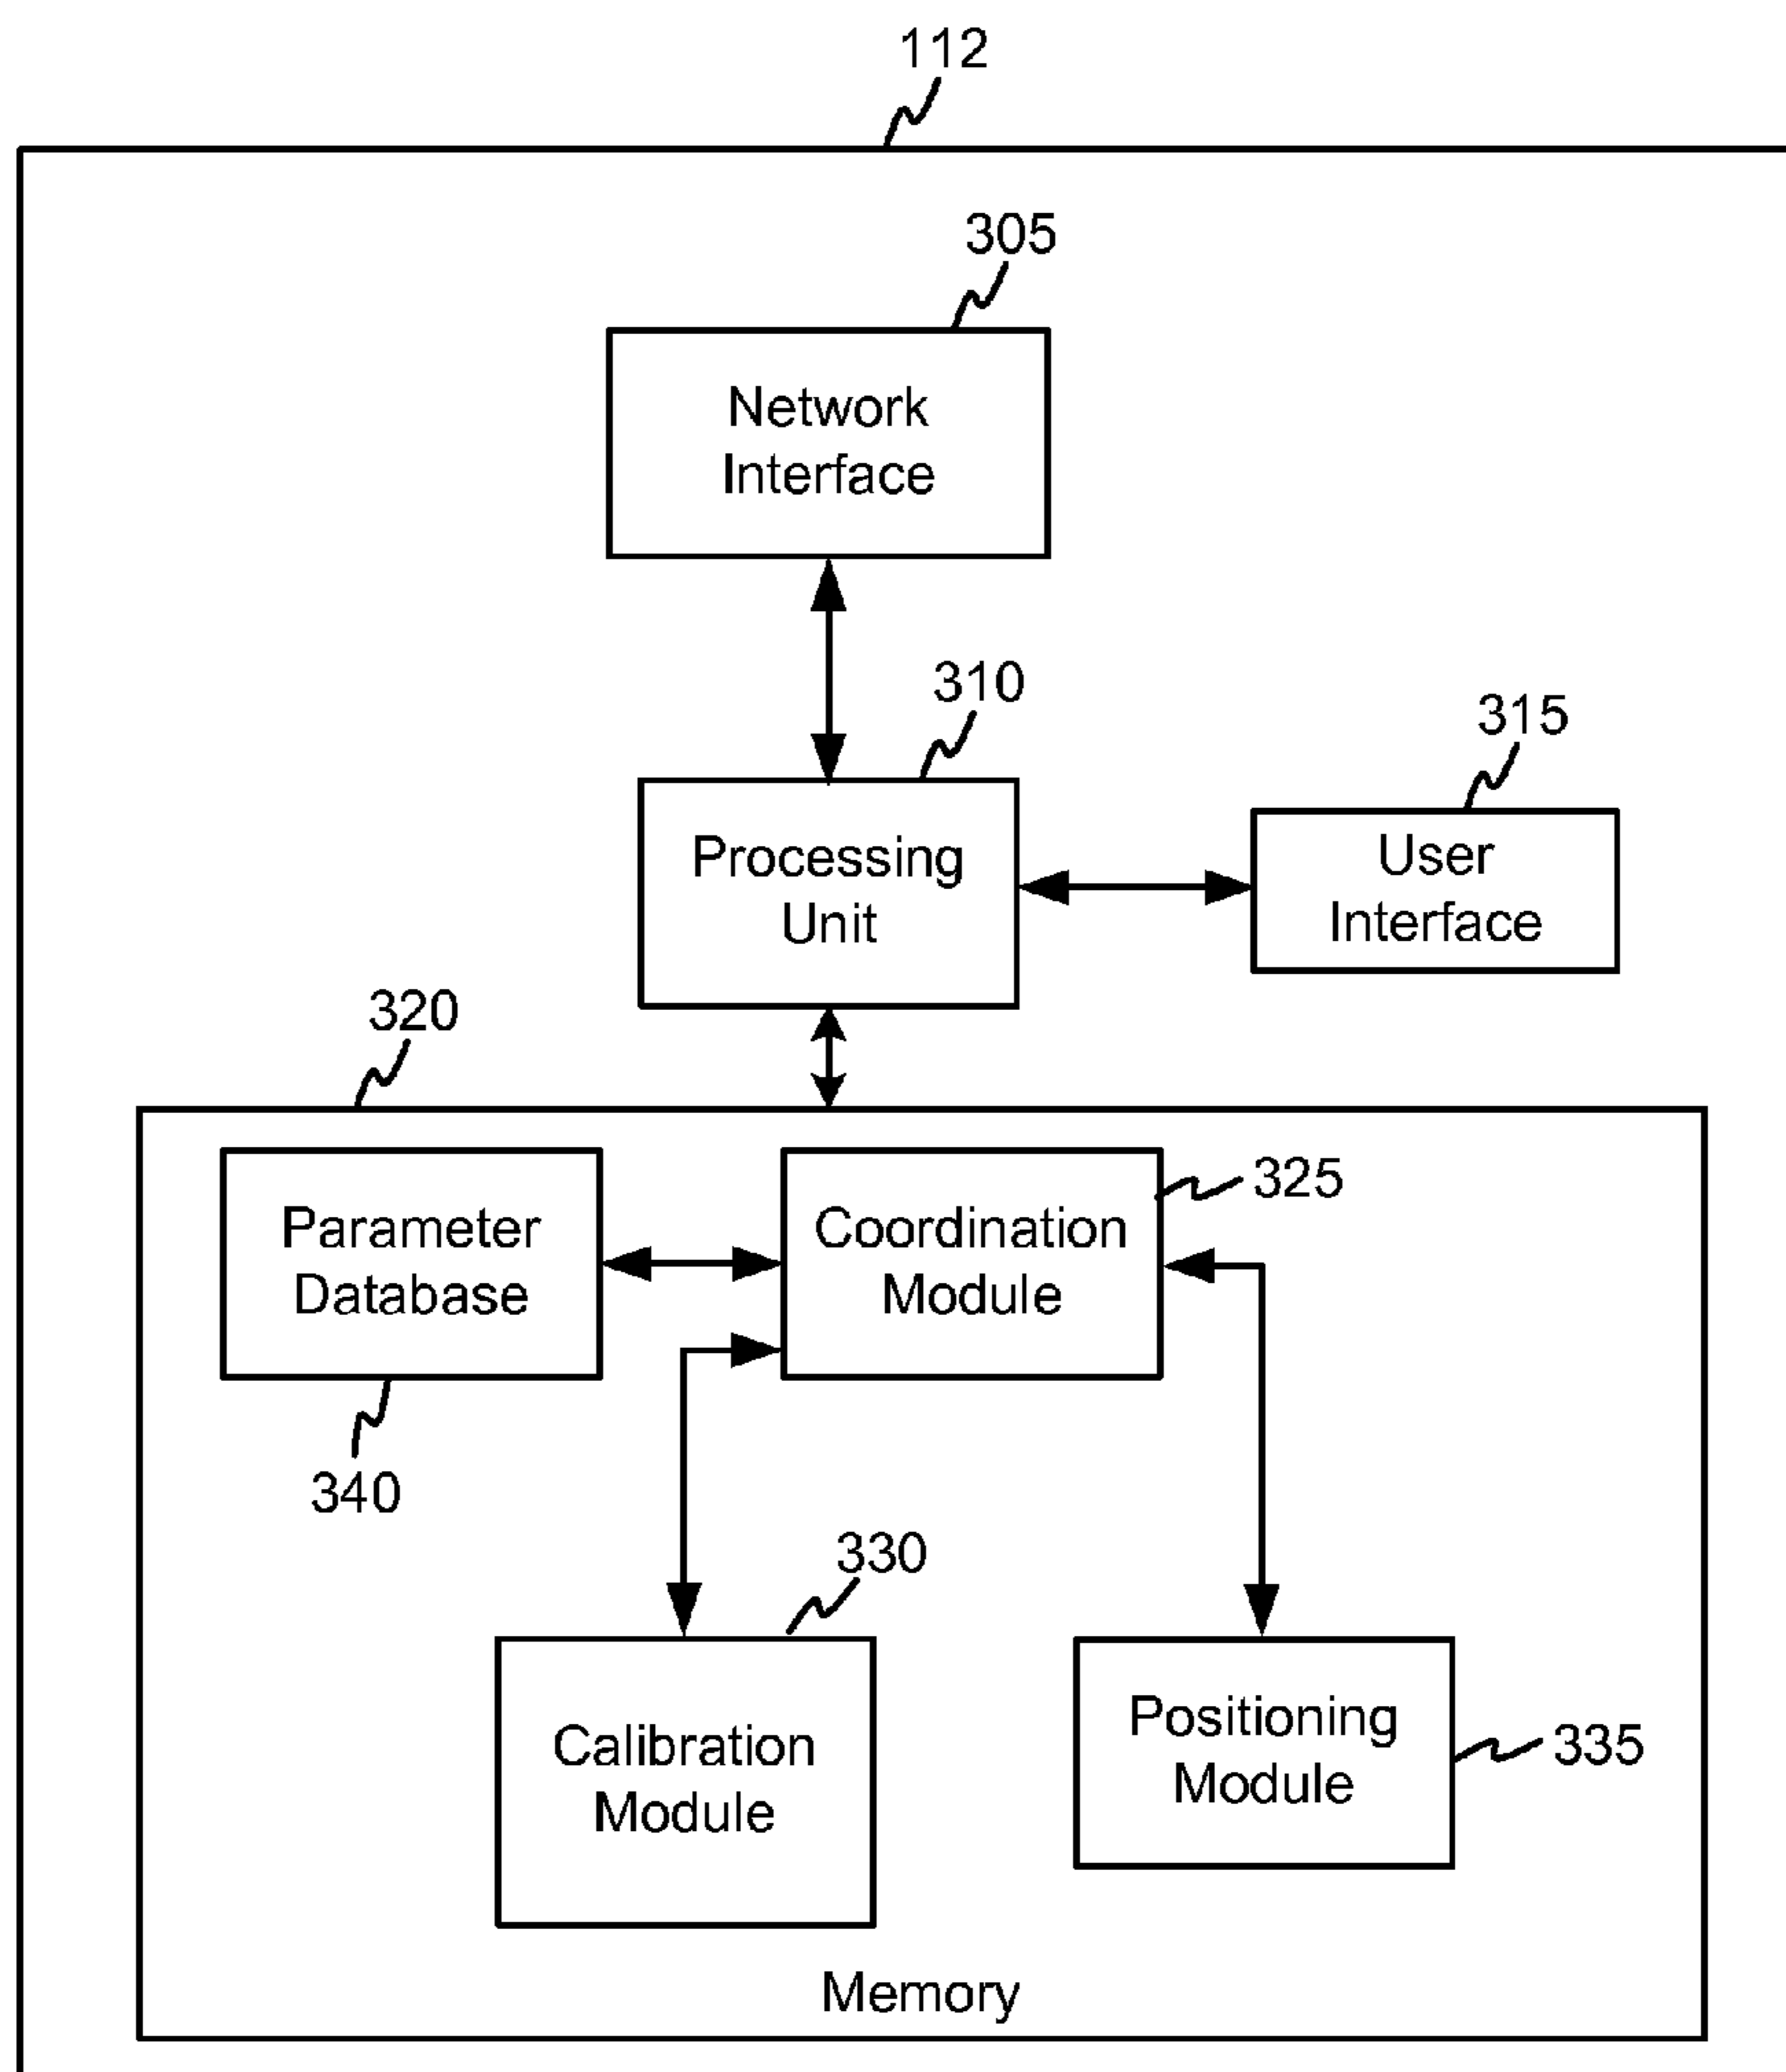 112
305
Network
Interface
310
315
Processing
Unit
User
Interface
320
Parameter
Database
Coordination
Module
325
340
330
Calibration
Module
Positioning
Module
335
Memory